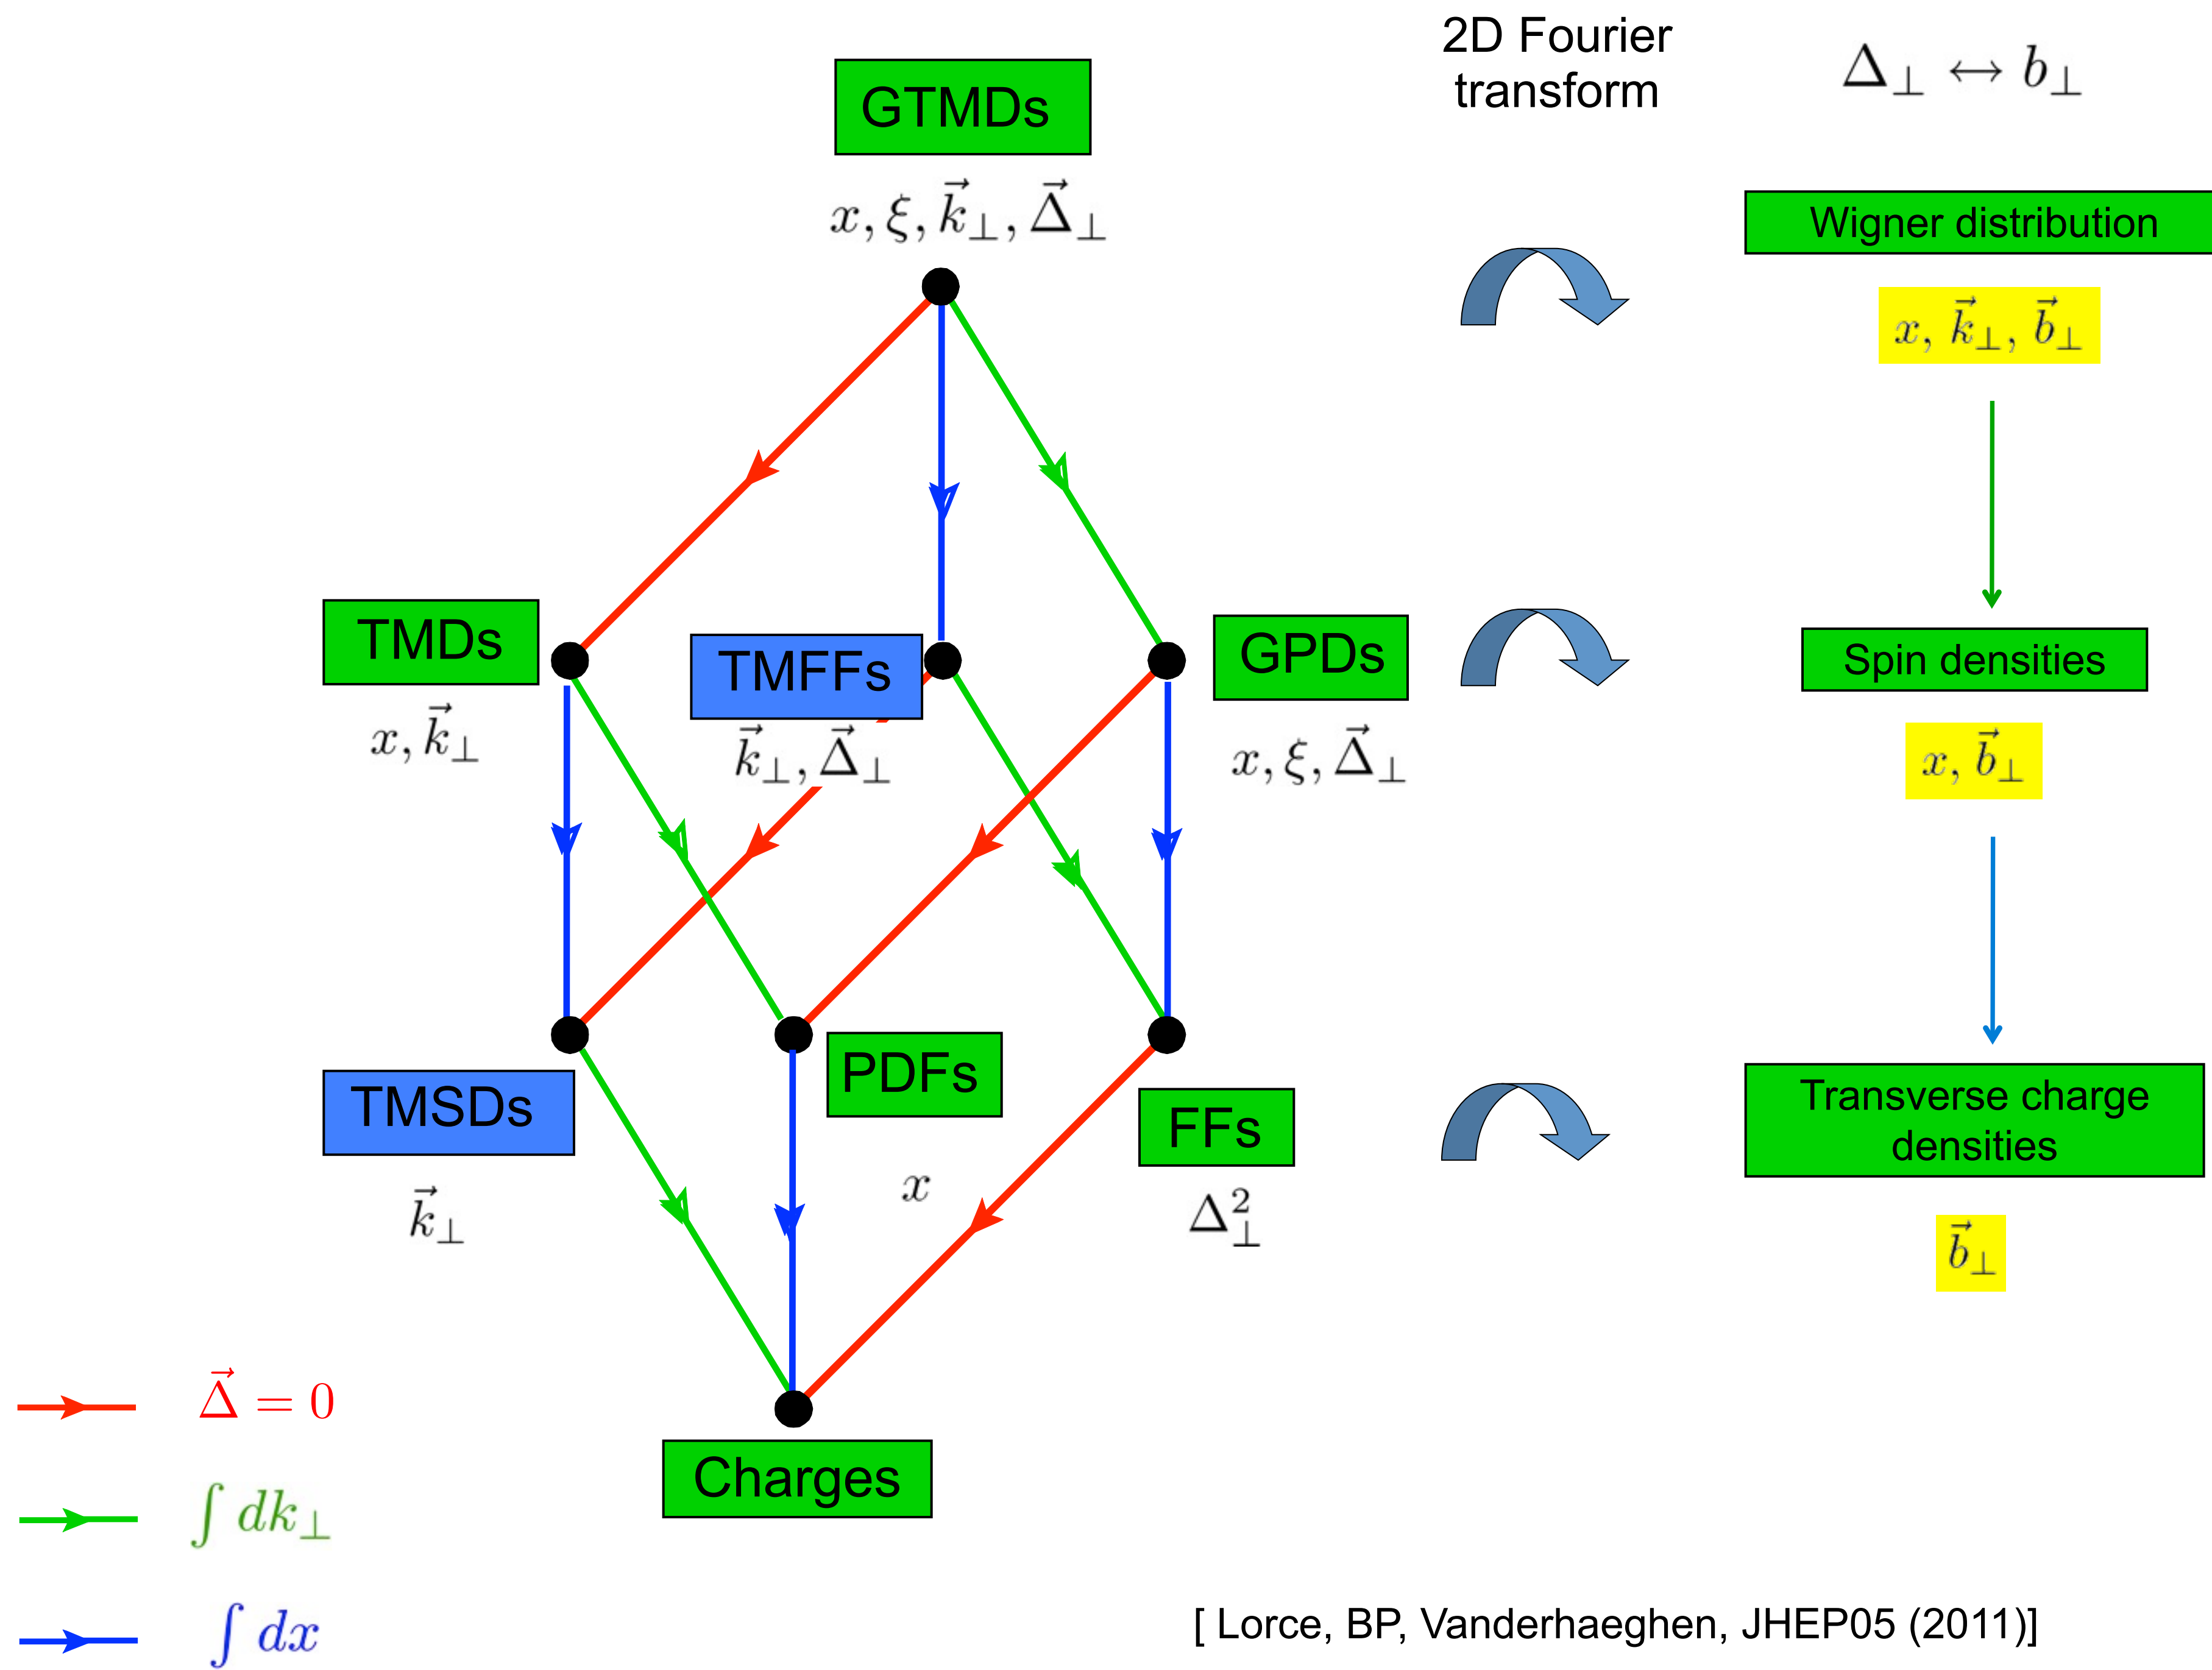 2D Fourier
transform
Δ⊥ ↔ b⊥
GTMDs
x, ξ, k⃗⊥, Δ⃗⊥
Wigner distribution
x, k⃗⊥, b⃗⊥
TMDs
x, k⃗⊥
TMFFs
k⃗⊥, Δ⃗⊥
GPDs
x, ξ, Δ⃗⊥
Spin densities
x, b⃗⊥
TMSDs
k⃗⊥
PDFs
x
FFs
Δ²⊥
Transverse charge
densities
b⃗⊥
Charges
Δ⃗ = 0
∫ dk⊥
∫ dx
[ Lorce, BP, Vanderhaeghen, JHEP05 (2011)]